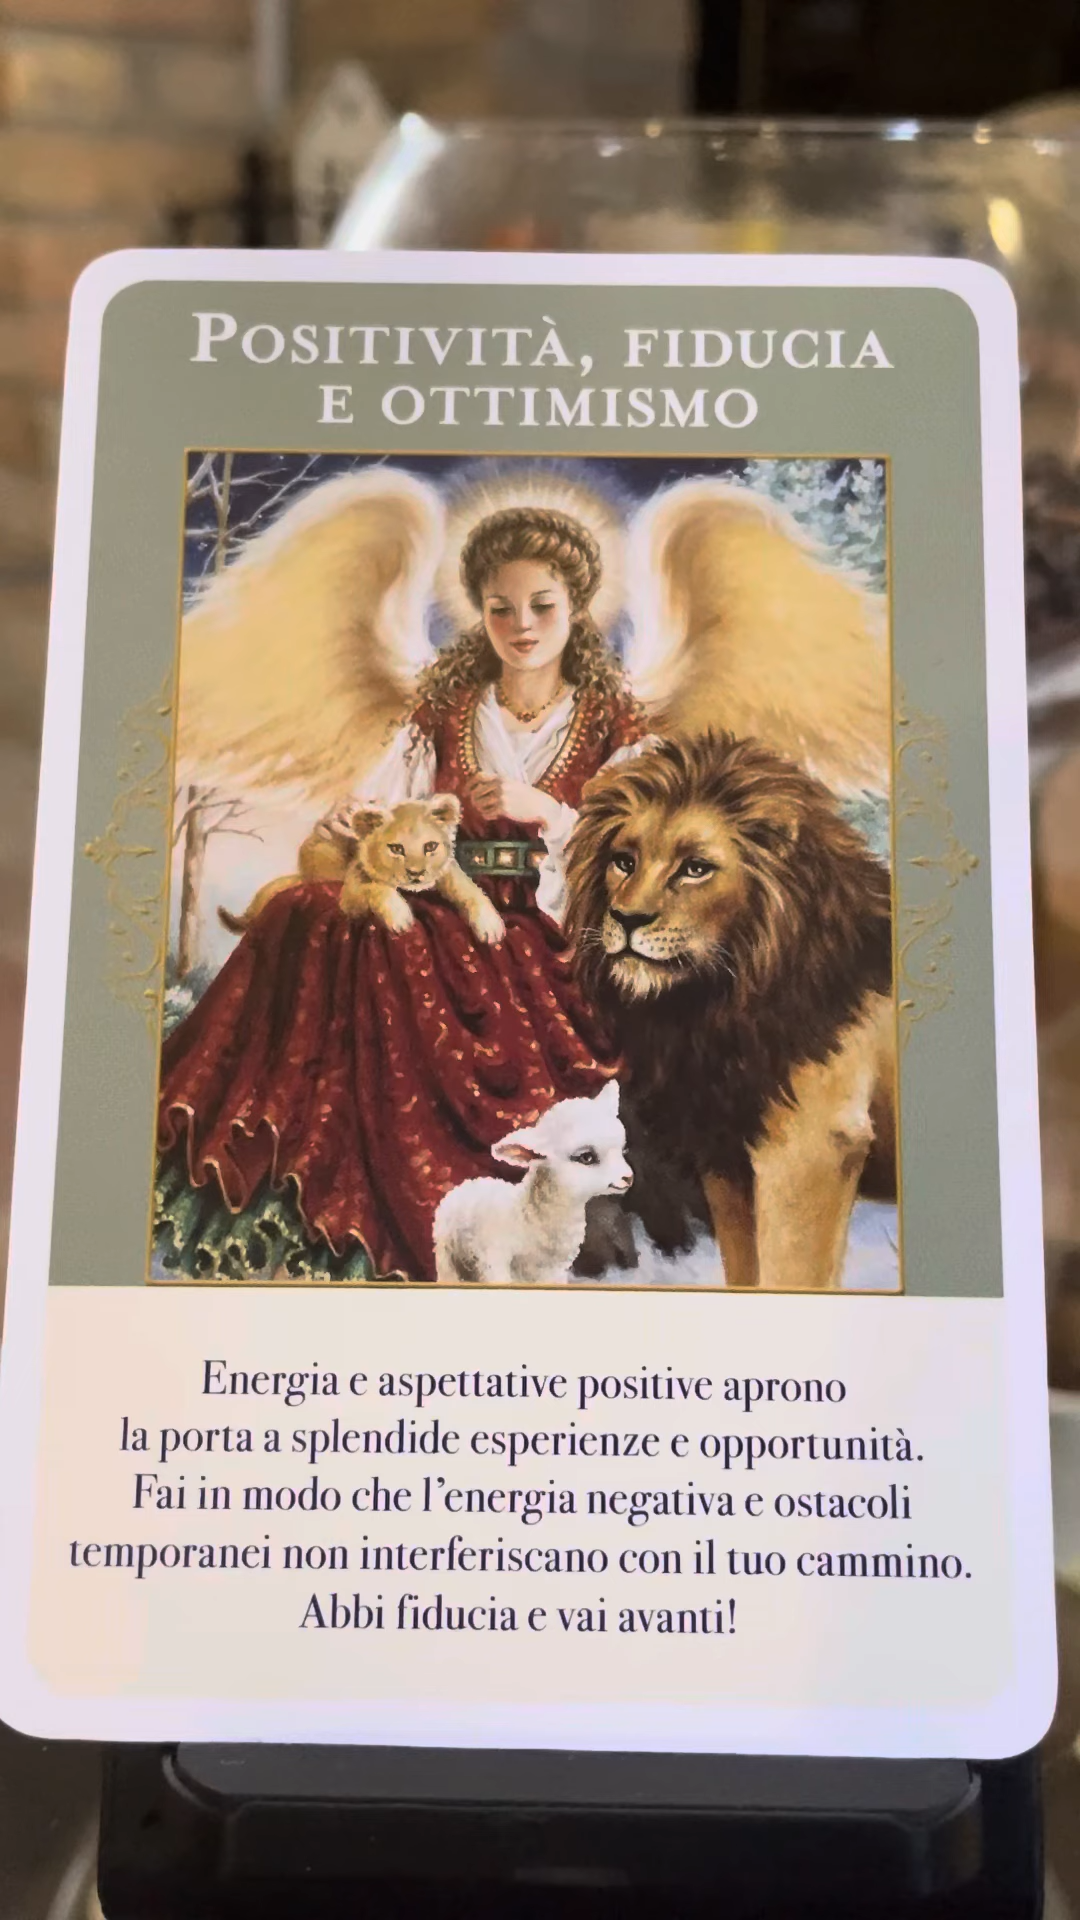 POSITIVITÀ, FIDUCIA
E OTTIMISMO
Energia e aspettative positive aprono
la porta a splendide esperienze e opportunità.
Fai in modo che l'energia negativa e ostacoli
temporanei non interferiscano con il tuo cammino.
Abbi fiducia e vai avanti!